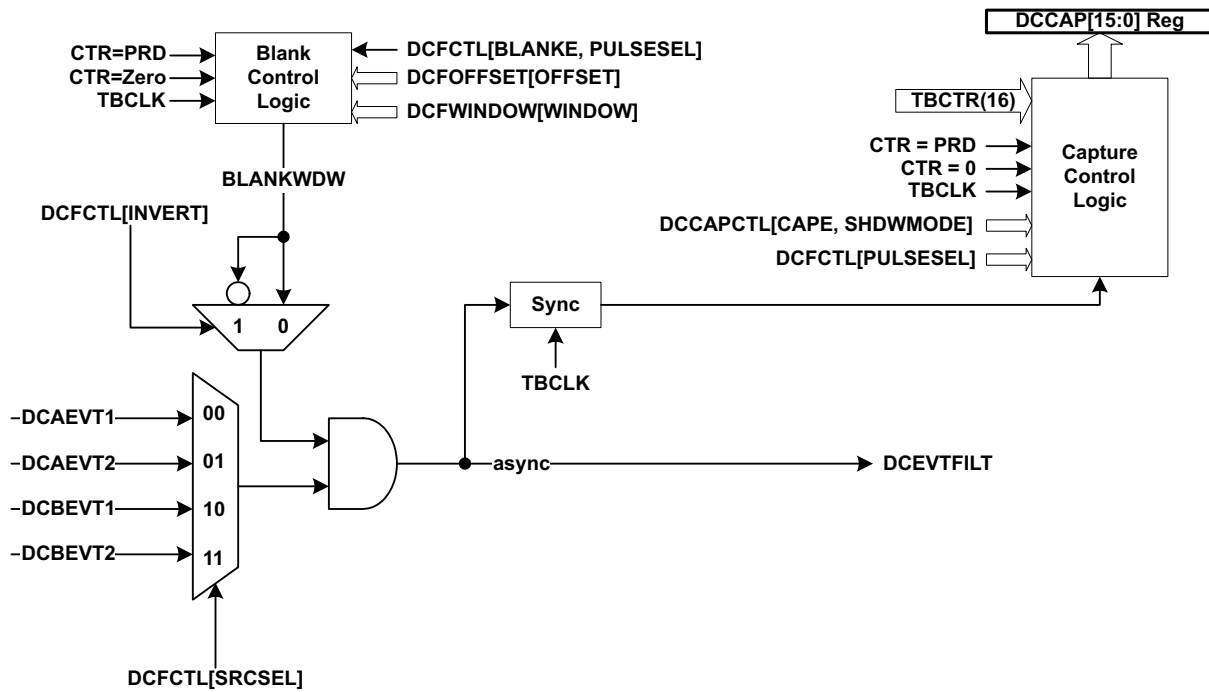 DCCAP[15:0] Reg
CTR=PRD
CTR=Zero
TBCLK
Blank
Control
Logic
DCFCTL[BLANKE, PULSESEL]
DCFOFFSET[OFFSET]
DCFWINDOW[WINDOW]
TBCTR(16)
CTR = PRD
CTR = 0
TBCLK
DCCAPCTL[CAPE, SHDWMODE]
DCFCTL[PULSESEL]
Capture
Control
Logic
BLANKWDW
DCFCTL[INVERT]
1 0
Sync
TBCLK
–DCAEVT1
–DCAEVT2
–DCBEVT1
–DCBEVT2
00
01
10
11
async
DCEVTFILT
DCFCTL[SRCSEL]